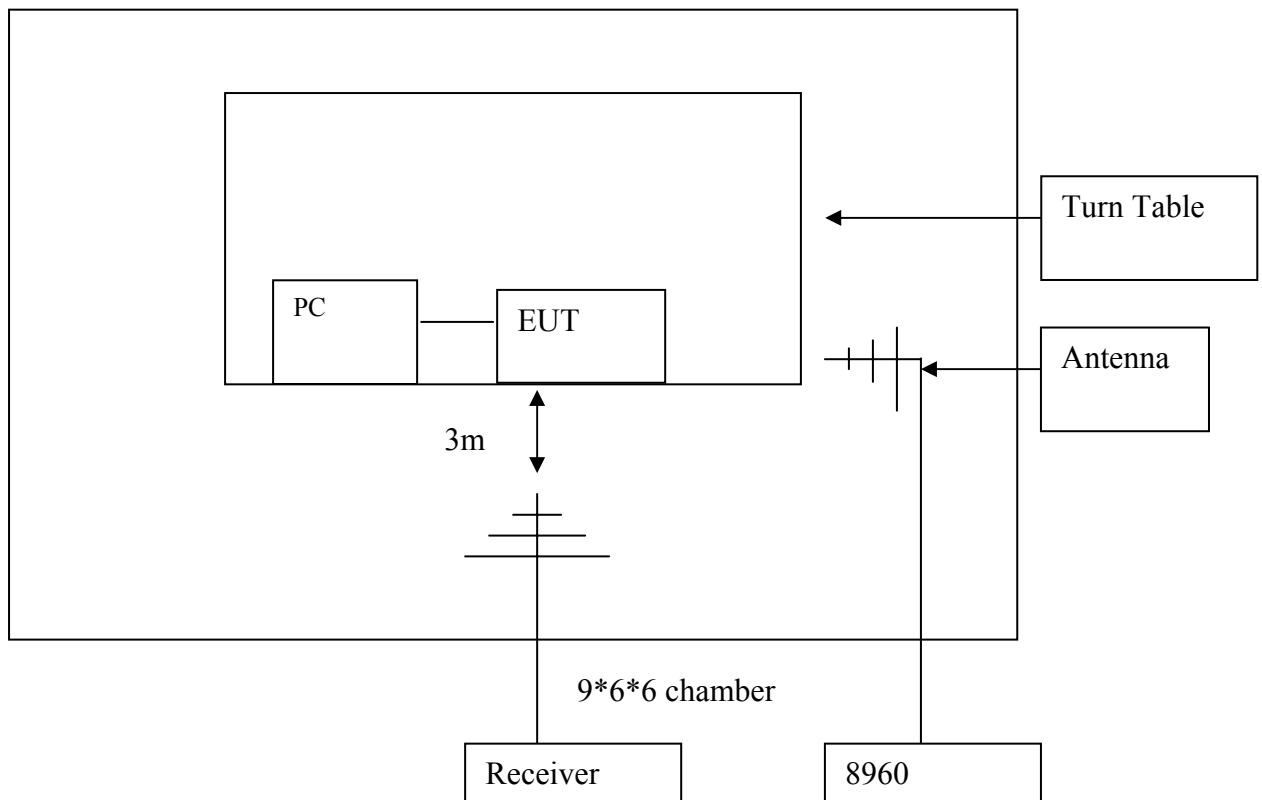 Turn Table
PC
EUT
Antenna
3m
9*6*6 chamber
Receiver
8960